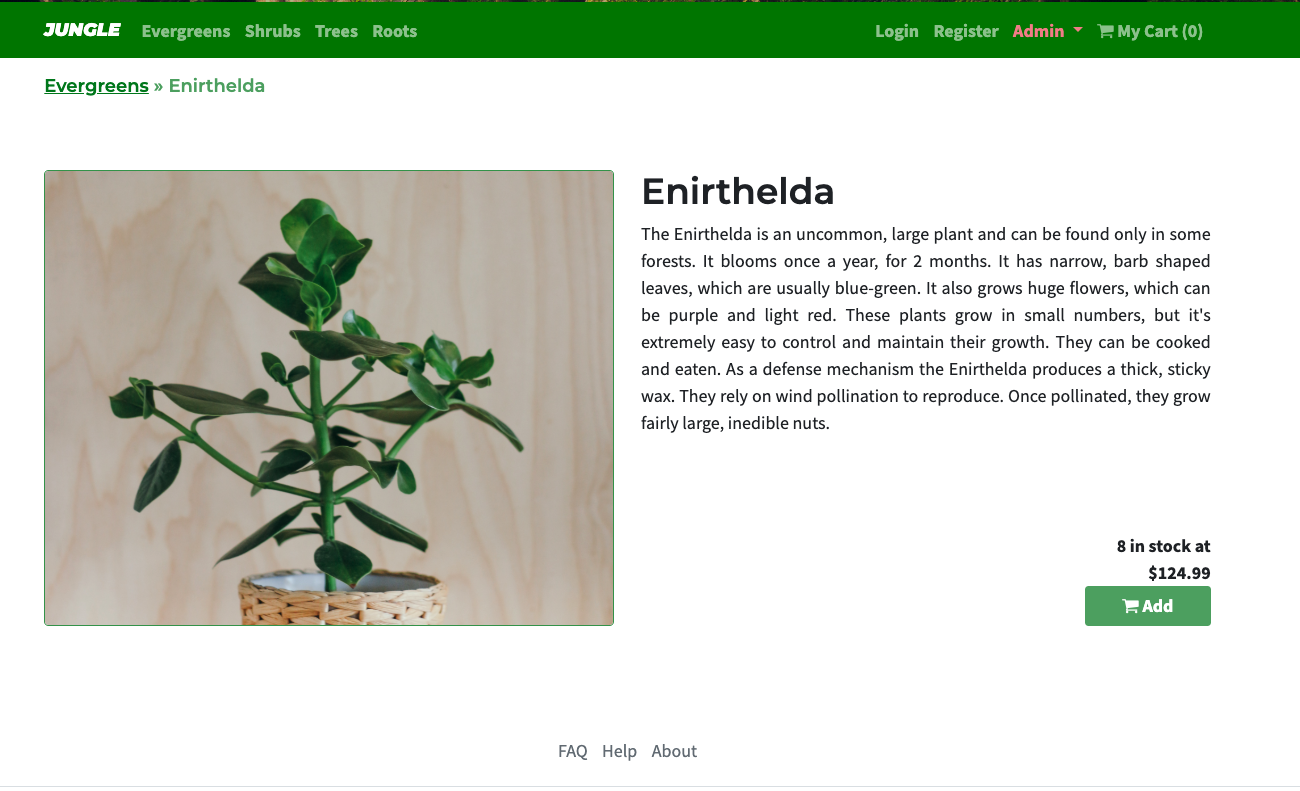 JUNGLE Evergreens Shrubs Trees Roots Login Register Admin My Cart (0)
Evergreens » Enirthelda
Enirthelda
The Enirthelda is an uncommon, large plant and can be found only in some
forests. It blooms once a year, for 2 months. It has narrow, barb shaped
leaves, which are usually blue-green. It also grows huge flowers, which can
be purple and light red. These plants grow in small numbers, but it's
extremely easy to control and maintain their growth. They can be cooked
and eaten. As a defense mechanism the Enirthelda produces a thick, sticky
wax. They rely on wind pollination to reproduce. Once pollinated, they grow
fairly large, inedible nuts.
8 in stock at
$124.99
Add
FAQ Help About